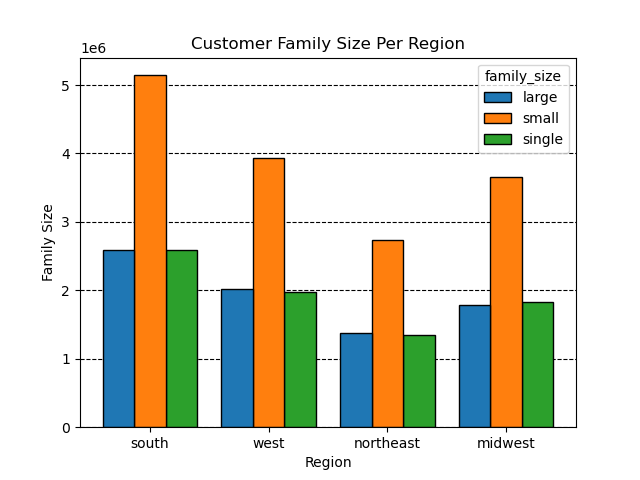 Customer Family Size Per Region
1e6
family_size
large
small
single
5
4
3
2
1
0
Family Size
south west northeast midwest
Region